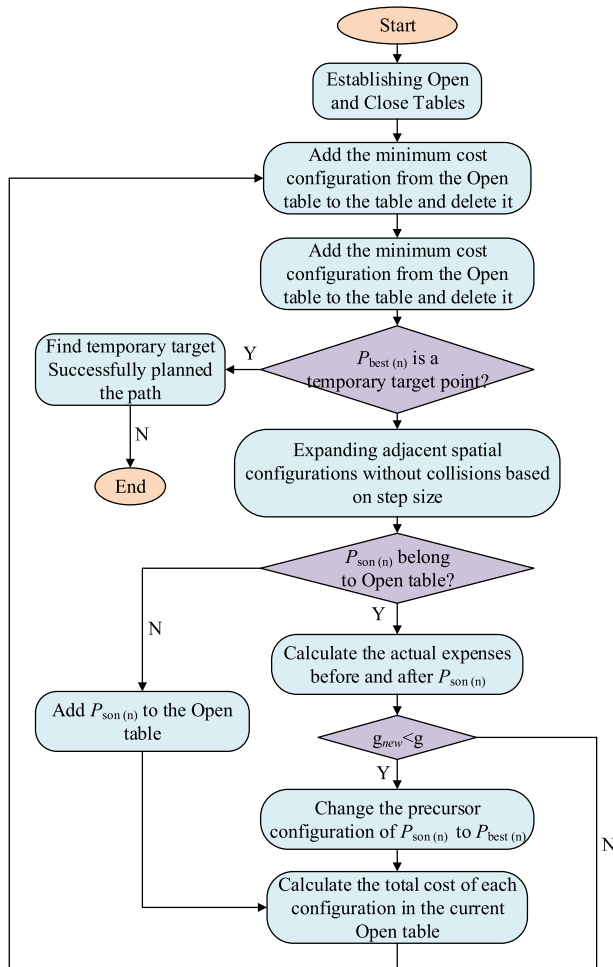 Start
Establishing Open
and Close Tables
Add the minimum cost
configuration from the Open
table to the table and delete it
Add the minimum cost
configuration from the Open
table to the table and delete it
P best (n) is a
temporary target point?
Y
Find temporary target
Successfully planned
the path
N
End
Expanding adjacent spatial
configurations without collisions based
on step size
P son (n) belong
to Open table?
Y
N
Calculate the actual expenses
before and after P son (n)
Add P son (n) to the Open
table
g new<g
Y
N
Change the precursor
configuration of P son (n) to P best (n)
Calculate the total cost of each
configuration in the current
Open table